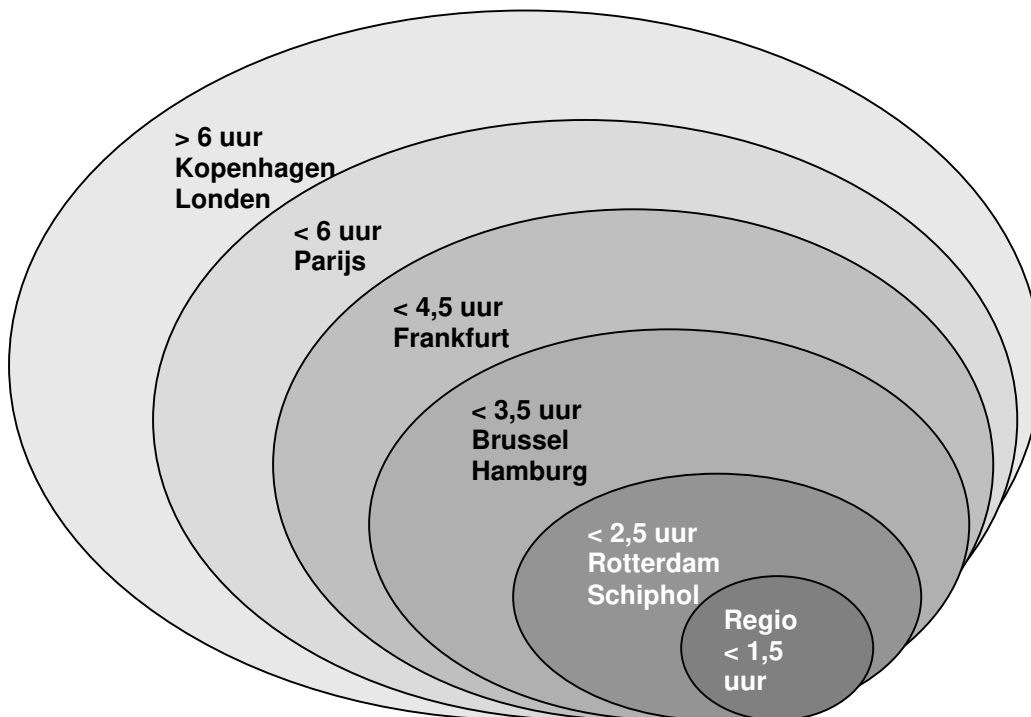 > 6 uur
Kopenhagen
Londen
< 6 uur
Parijs
< 4,5 uur
Frankfurt
< 3,5 uur
Brussel
Hamburg
< 2,5 uur
Rotterdam
Schiphol
Regio
< 1,5
uur